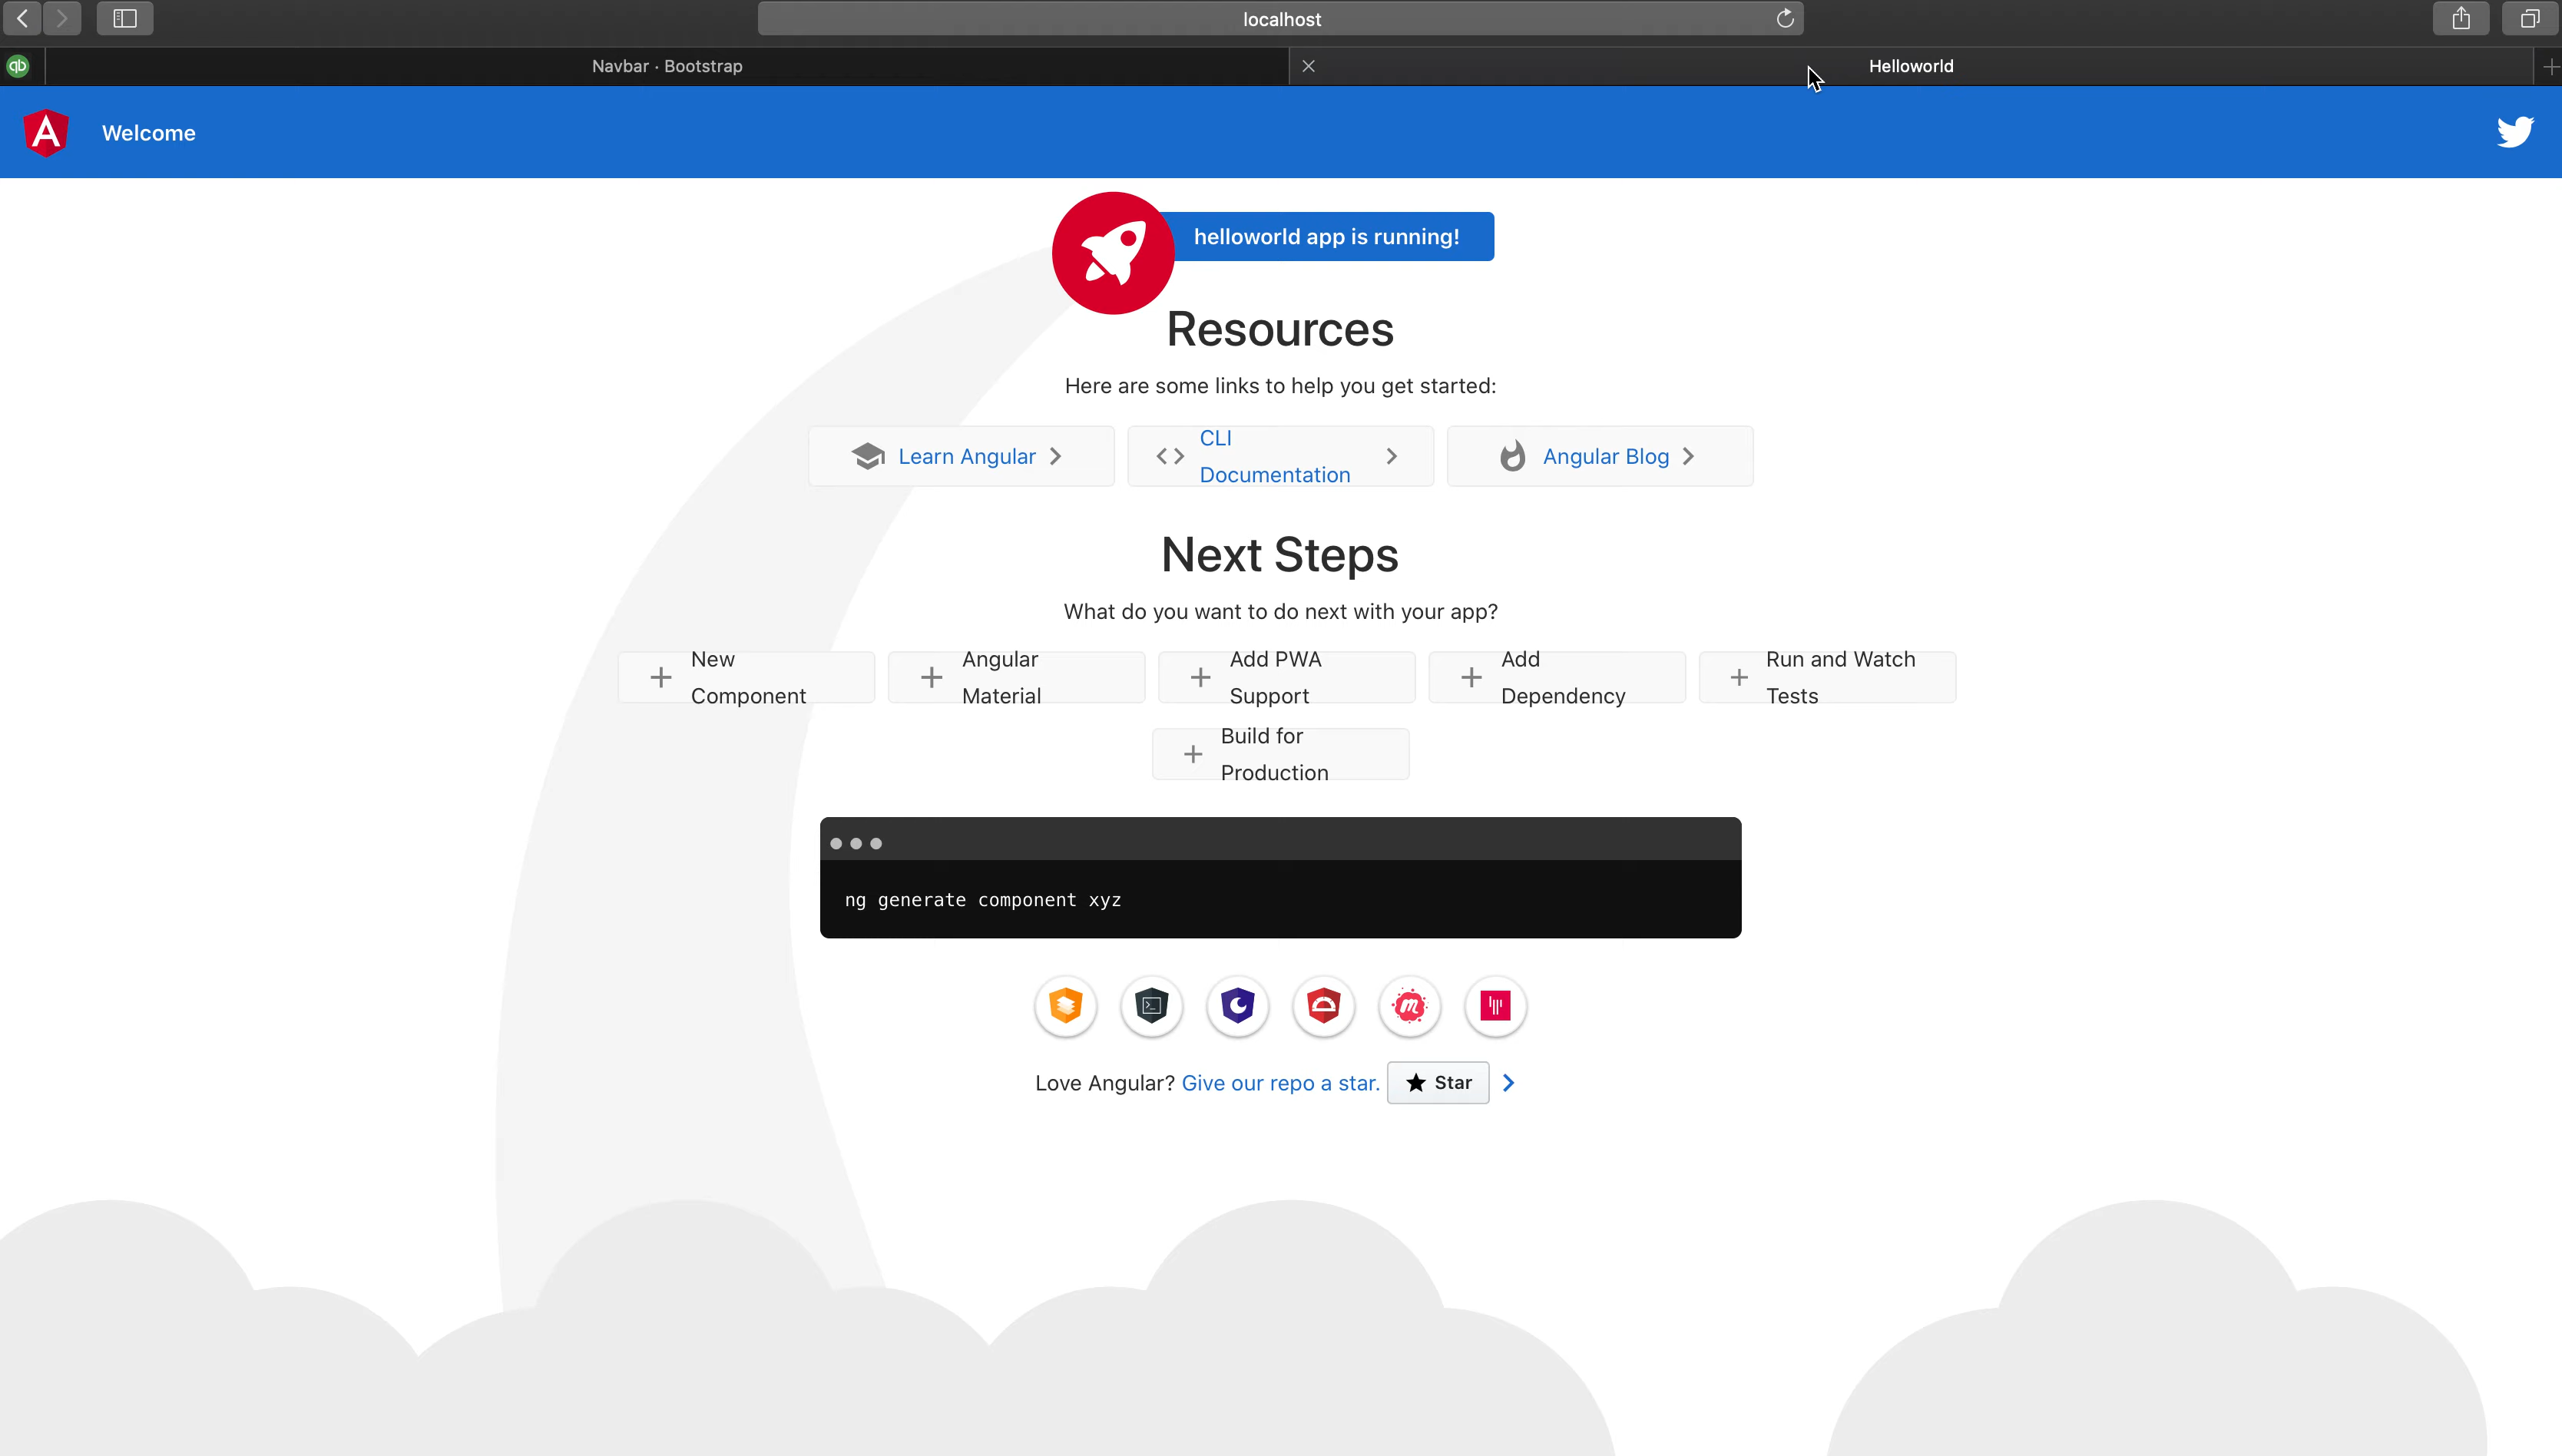 localhost
qb
Navbar · Bootstrap
Helloworld
A
Welcome
helloworld app is running!
Resources
Here are some links to help you get started:
Learn Angular
CLI
Documentation
Angular Blog
Next Steps
What do you want to do next with your app?
New
Component
Angular
Material
Add PWA
Support
Add
Dependency
Run and Watch
Tests
Build for
Production
ng generate component xyz
m
Love Angular? Give our repo a star. Star